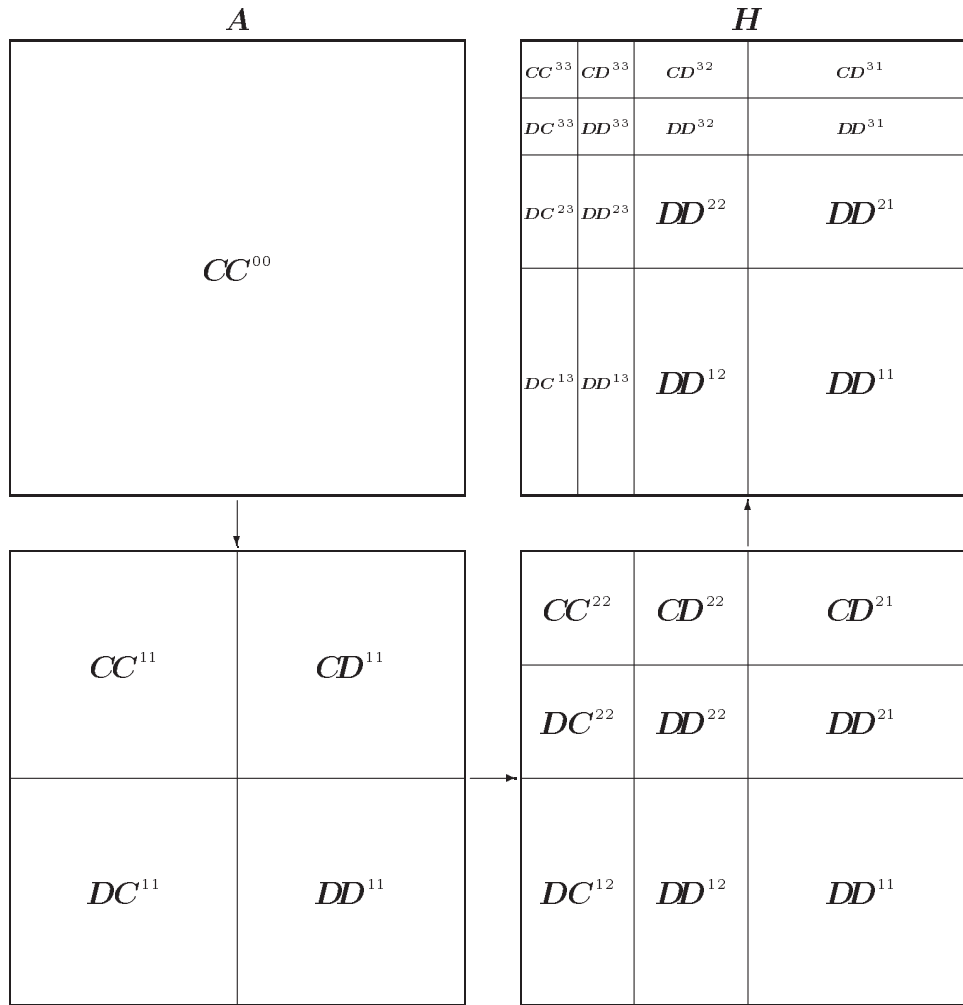 A
H
CC^00
CC^33 CD^33 CD^32 CD^31
DC^33 DD^33 DD^32 DD^31
DC^23 DD^23 DD^22 DD^21
DC^13 DD^13 DD^12 DD^11
CC^11 CD^11
DC^11 DD^11
CC^22 CD^22 CD^21
DC^22 DD^22 DD^21
DC^12 DD^12 DD^11